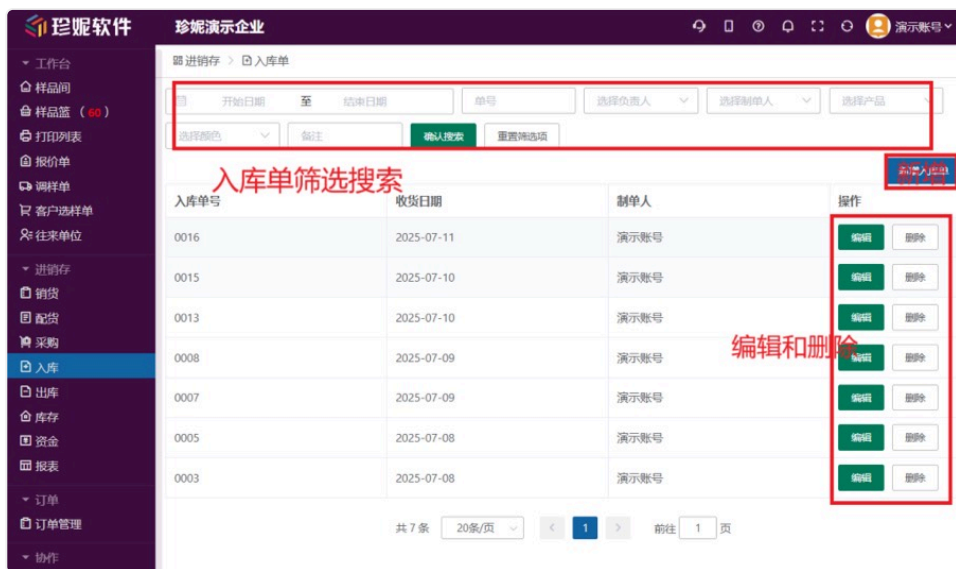 珍妮软件
珍妮演示企业
演示账号
工作台
样品间
样品篮 (60)
打印列表
报价单
调样单
客户选样单
往来单位
进销存
销货
配货
采购
入库
出库
库存
资金
报表
订单
订单管理
协作
进销存 > 入库单
开始日期 至 结束日期 单号 选择负责人 选择制单人 选择产品
选择颜色 备注 确认搜索 重置筛选项
入库单筛选搜索
新增
入库单号 收货日期 制单人 操作
0016 2025-07-11 演示账号 编辑 删除
0015 2025-07-10 演示账号 编辑 删除
0013 2025-07-10 演示账号 编辑 删除
0008 2025-07-09 演示账号 编辑 删除
编辑和删除
0007 2025-07-09 演示账号 编辑 删除
0005 2025-07-08 演示账号 编辑 删除
0003 2025-07-08 演示账号 编辑 删除
共 7 条 20条/页 < 1 > 前往 1 页